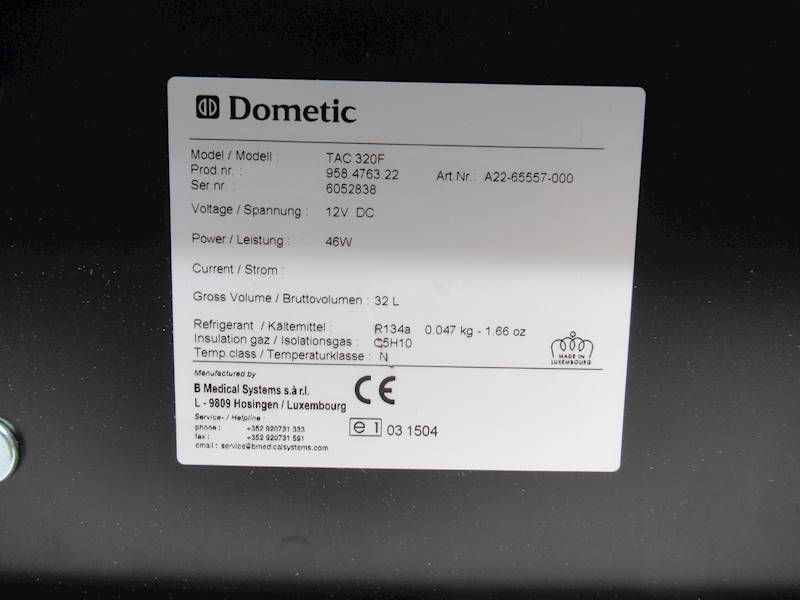 Dometic
Model / Modell : TAC 320F
Prod.nr. : 958.4763.22 Art.Nr.: A22-65557-000
Ser.nr. : 6052838
Voltage / Spannung : 12V DC
Power / Leistung : 46W
Current / Strom :
Gross Volume / Bruttovolumen : 32 L
Refrigerant / Kältemittel : R134a 0.047 kg - 1.66 oz
Insulation gaz / Isolationsgas : C5H10
Temp.class / Temperaturklasse : N
MADE IN
LUXEMBOURG
Manufactured by
B Medical Systems s.à r.l.
L - 9809 Hosingen / Luxembourg
CE
Service- / Helpline :
phone : +352 920731 333
fax : +352 920731 591
email : service@bmedicalsystems.com
e 1 03 1504